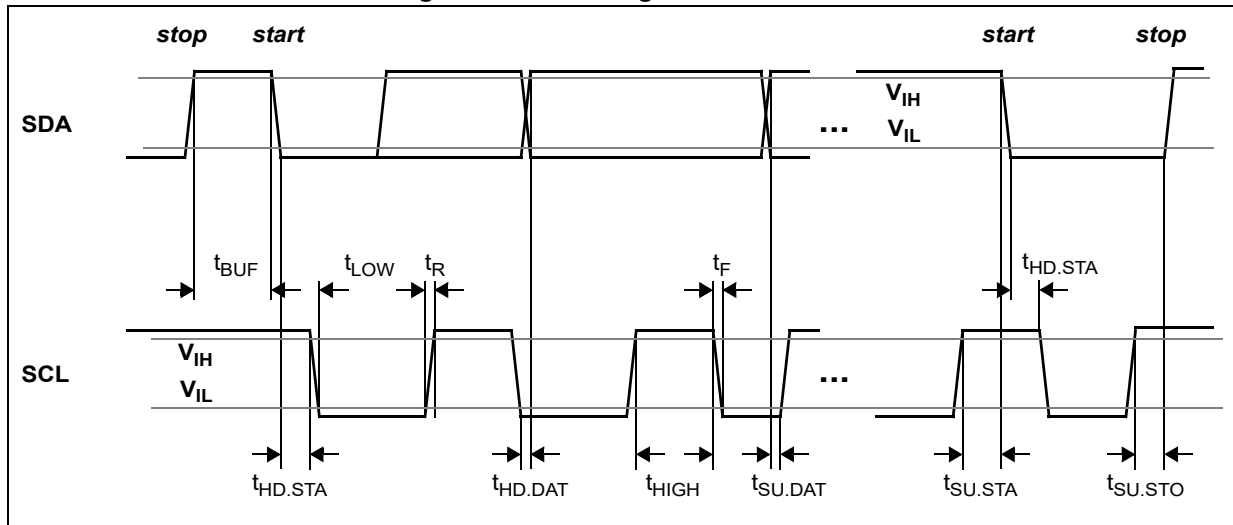 stop start start stop
SDA
V_IH
V_IL
...
t_BUF t_LOW t_R t_F t_HD.STA
SCL
V_IH
V_IL
...
t_HD.STA t_HD.DAT t_HIGH t_SU.DAT t_SU.STA t_SU.STO